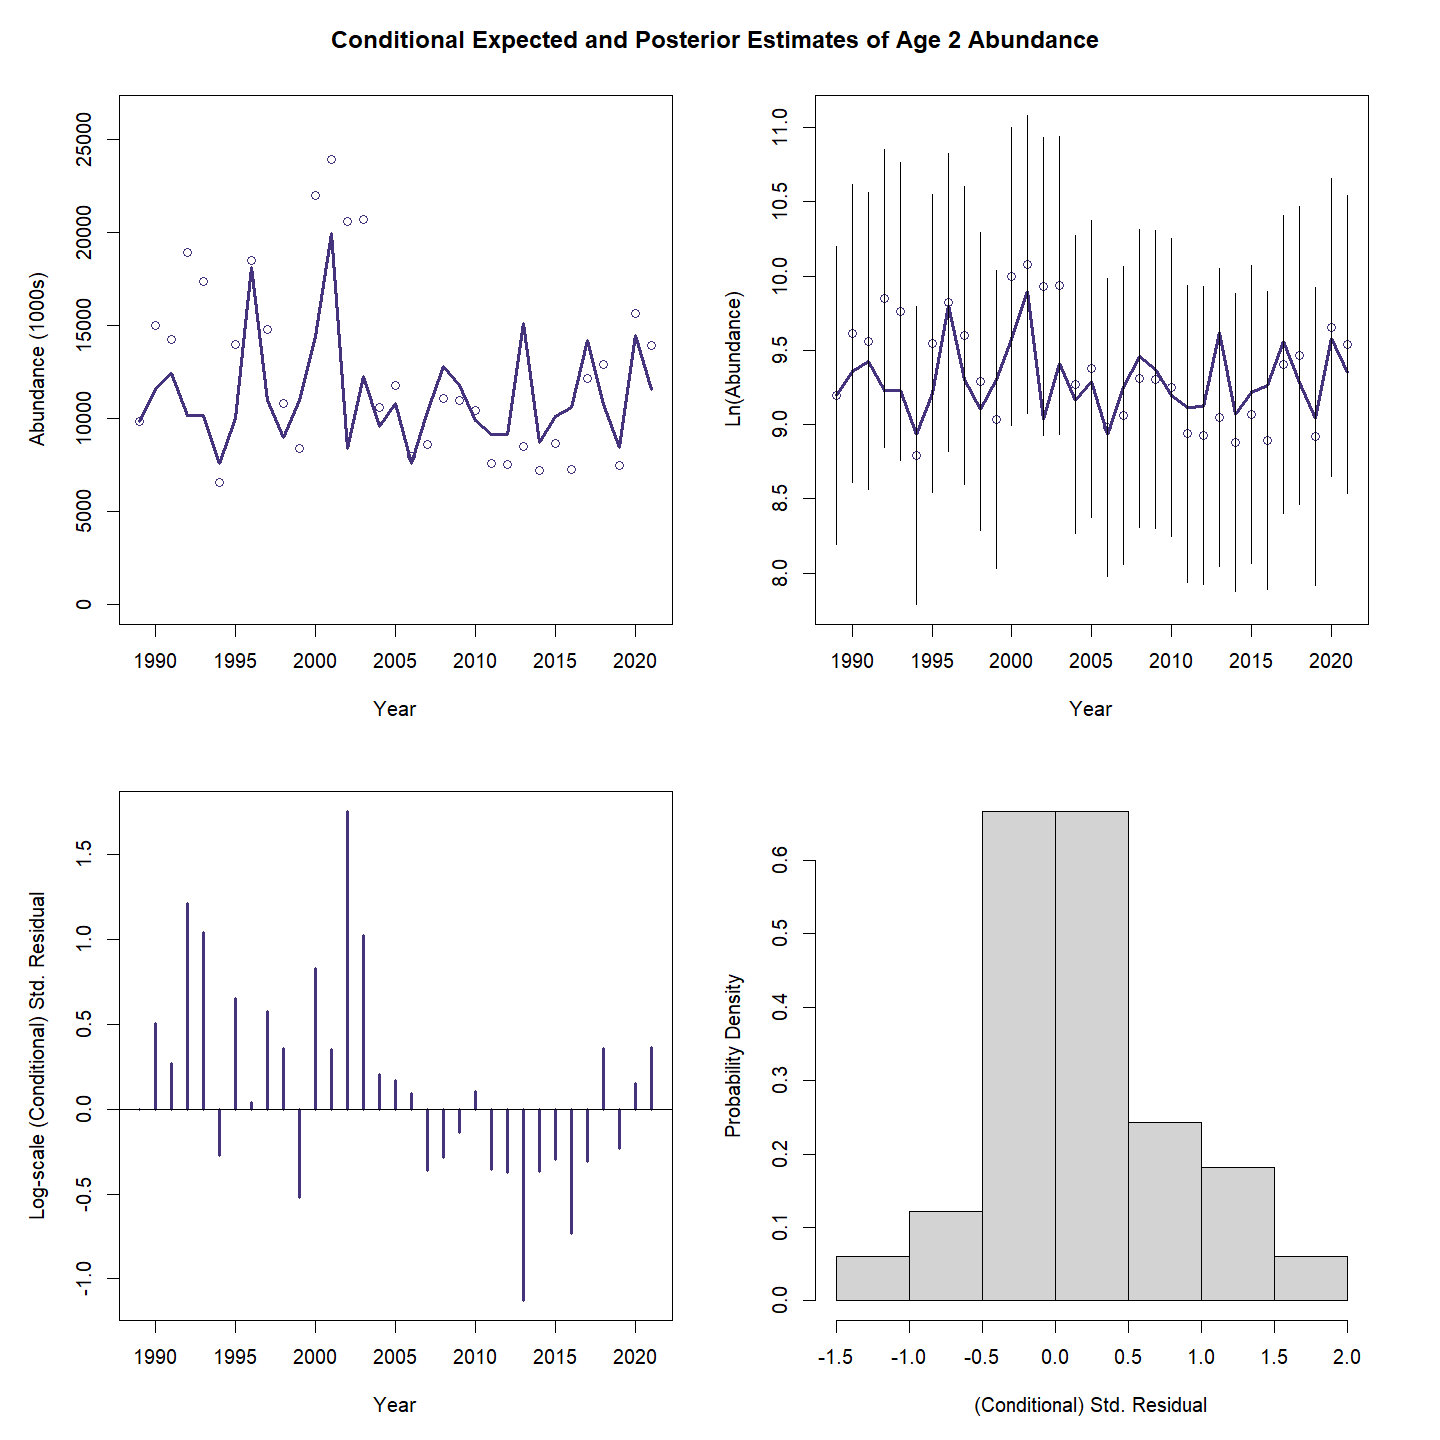 Conditional Expected and Posterior Estimates of Age 2 Abundance
Abundance (1000s)
25000
20000
15000
10000
5000
0
1990 1995 2000 2005 2010 2015 2020
Year
Ln(Abundance)
11.0
10.5
10.0
9.5
9.0
8.5
8.0
1990 1995 2000 2005 2010 2015 2020
Year
Log-scale (Conditional) Std. Residual
1.5
1.0
0.5
0.0
-0.5
-1.0
1990 1995 2000 2005 2010 2015 2020
Year
Probability Density
0.6
0.5
0.4
0.3
0.2
0.1
0.0
-1.5 -1.0 -0.5 0.0 0.5 1.0 1.5 2.0
(Conditional) Std. Residual